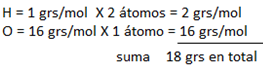 H = 1 grs/mol X 2 átomos = 2 grs/mol
O = 16 grs/mol X 1 átomo = 16 grs/mol
suma 18 grs en total